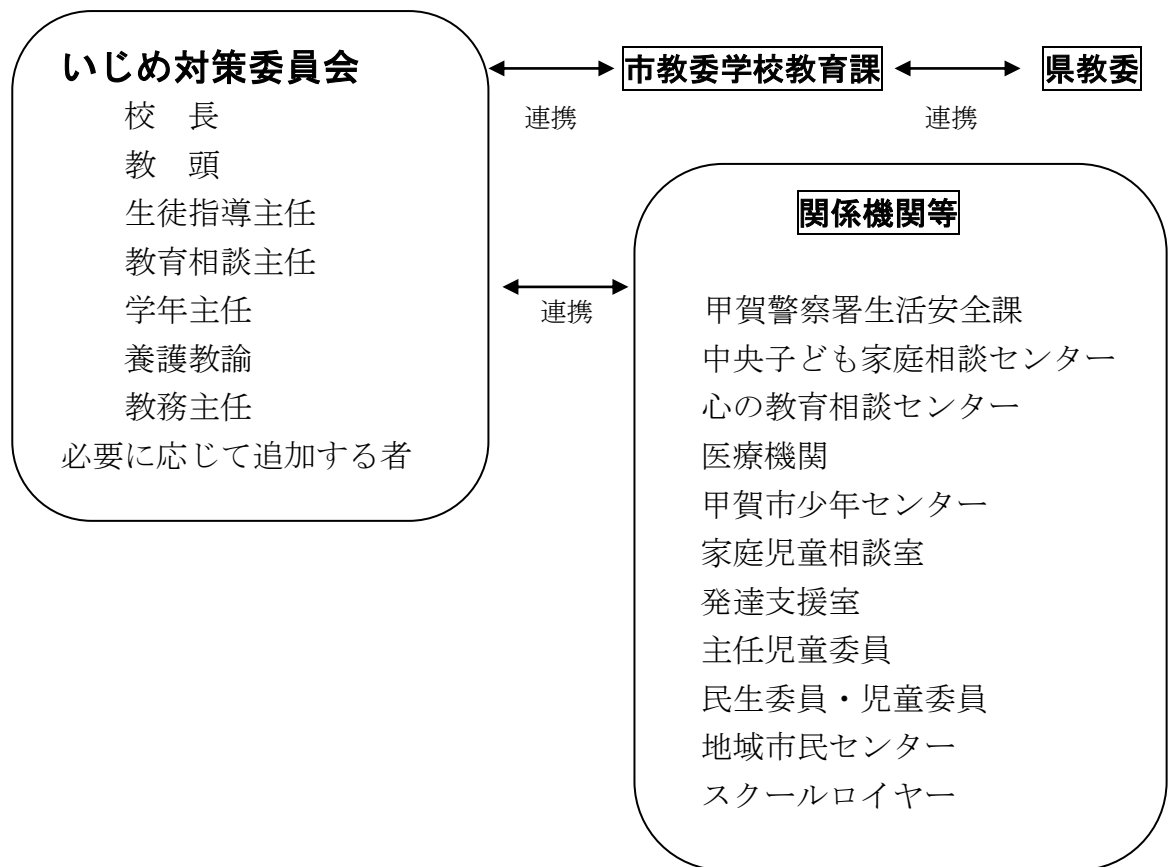 いじめ対策委員会
校　長
教　頭
生徒指導主任
教育相談主任
学年主任
養護教諭
教務主任
必要に応じて追加する者
連携
市教委学校教育課
連携
県教委
連携
関係機関等
甲賀警察署生活安全課
中央子ども家庭相談センター
心の教育相談センター
医療機関
甲賀市少年センター
家庭児童相談室
発達支援室
主任児童委員
民生委員・児童委員
地域市民センター
スクールロイヤー